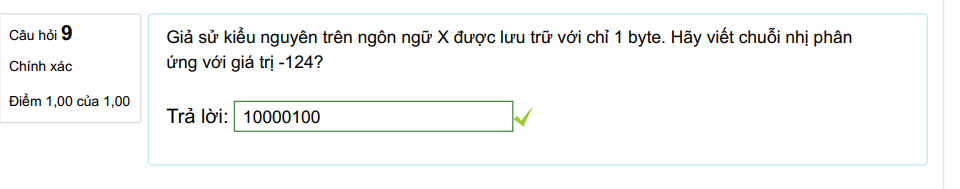 Câu hỏi 9
Chính xác
Điểm 1,00 của 1,00
Giả sử kiểu nguyên trên ngôn ngữ X được lưu trữ với chỉ 1 byte. Hãy viết chuỗi nhị phân
ứng với giá trị -124?
Trả lời: 10000100